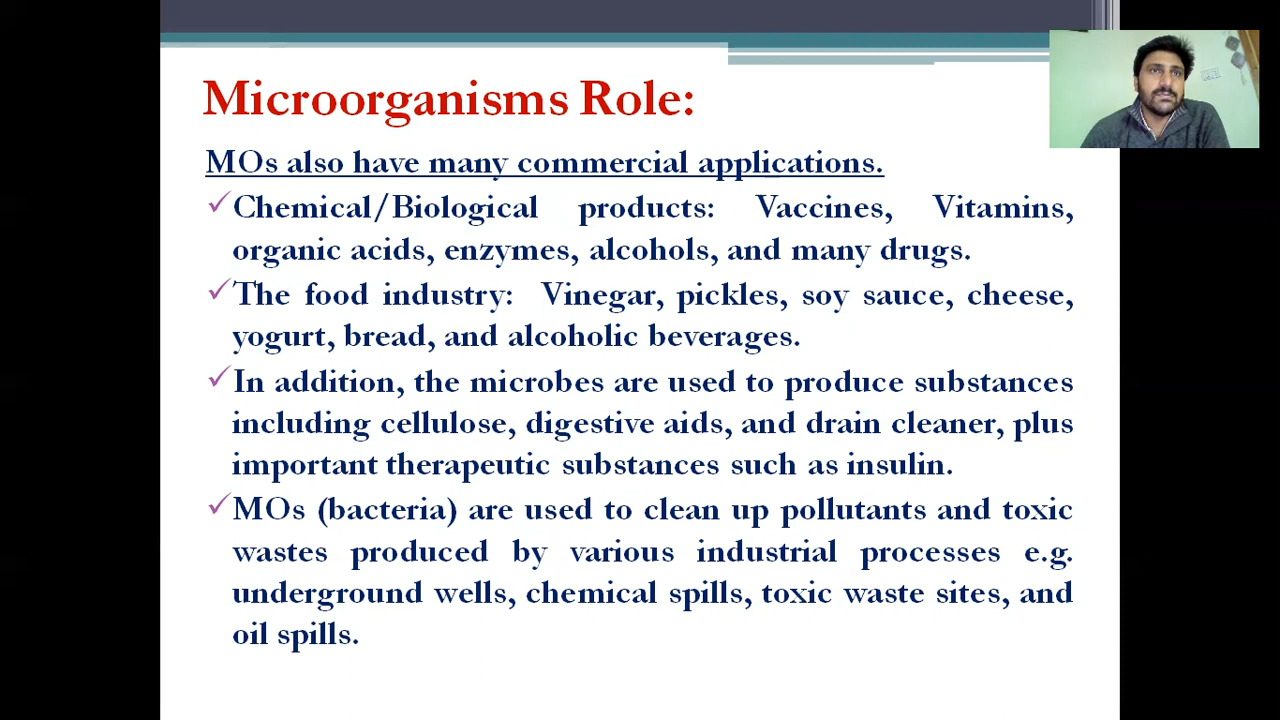 Microorganisms Role:
MOs also have many commercial applications.
Chemical/Biological products: Vaccines, Vitamins,
organic acids, enzymes, alcohols, and many drugs.
The food industry: Vinegar, pickles, soy sauce, cheese,
yogurt, bread, and alcoholic beverages.
In addition, the microbes are used to produce substances
including cellulose, digestive aids, and drain cleaner, plus
important therapeutic substances such as insulin.
MOs (bacteria) are used to clean up pollutants and toxic
wastes produced by various industrial processes e.g.
underground wells, chemical spills, toxic waste sites, and
oil spills.